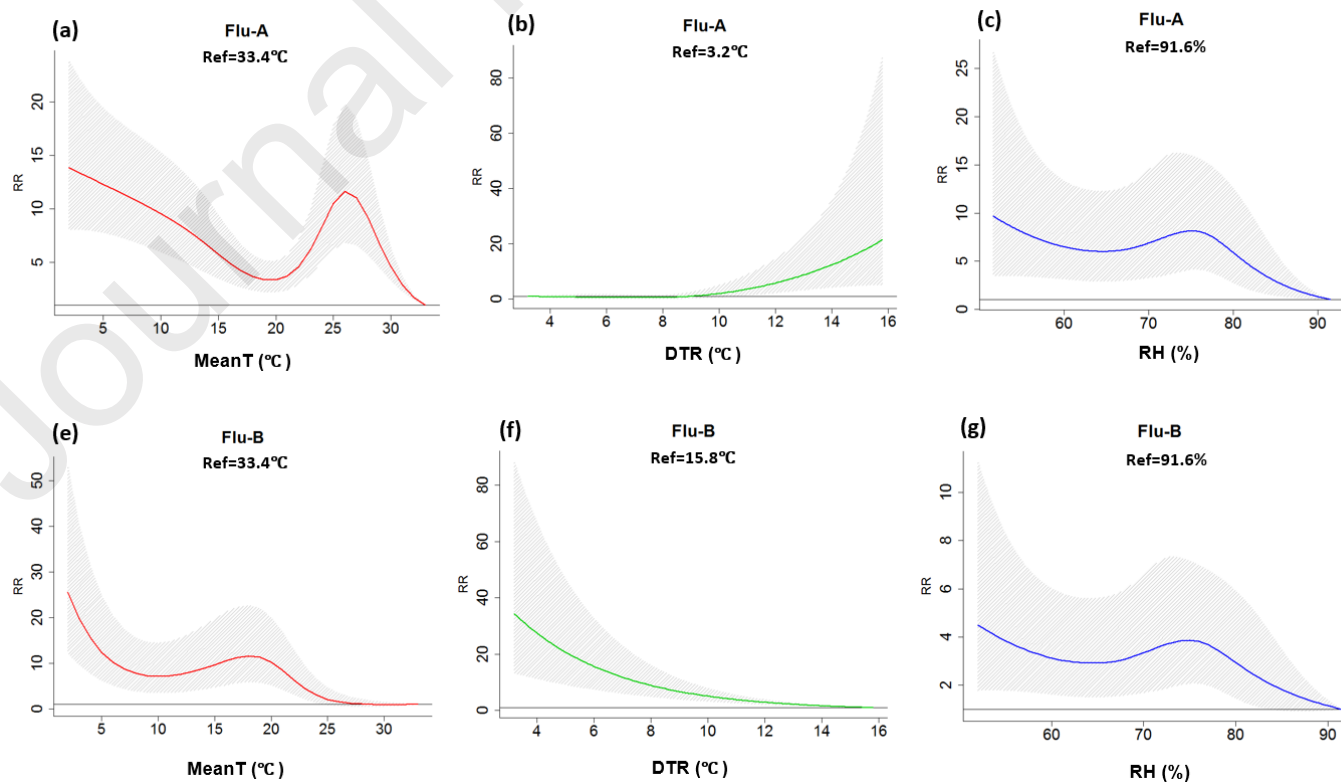 Journal
(a)
Flu-A
Ref=33.4℃
RR
20
15
10
5
5 10 15 20 25 30
MeanT (℃)
(b)
Flu-A
Ref=3.2℃
RR
80
60
40
20
0
4 6 8 10 12 14 16
DTR (℃)
(c)
Flu-A
Ref=91.6%
RR
25
20
15
10
5
0
60 70 80 90
RH (%)
(e)
Flu-B
Ref=33.4℃
RR
50
40
30
20
10
0
5 10 15 20 25 30
MeanT (℃)
(f)
Flu-B
Ref=15.8℃
RR
80
60
40
20
0
4 6 8 10 12 14 16
DTR (℃)
(g)
Flu-B
Ref=91.6%
RR
10
8
6
4
2
60 70 80 90
RH (%)